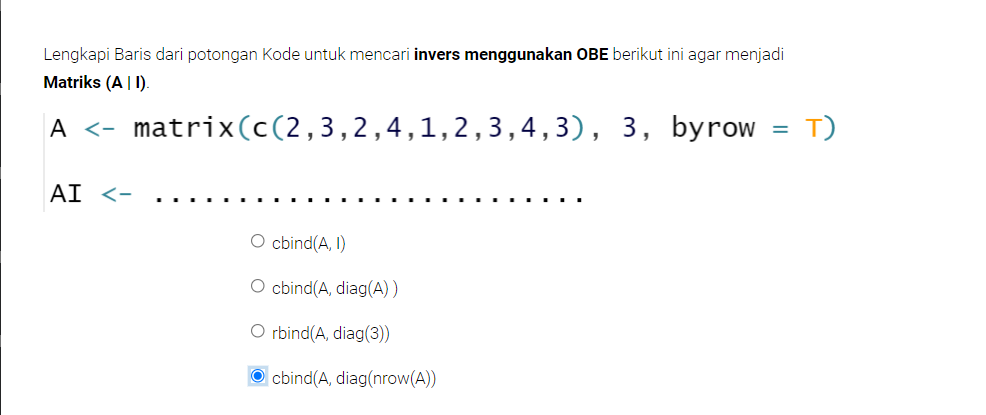 Lengkapi Baris dari potongan Kode untuk mencari invers menggunakan OBE berikut ini agar menjadi
Matriks (A | I).
A <- matrix(c(2,3,2,4,1,2,3,4,3), 3, byrow = T)
AI <- ..........................
cbind(A, I)
cbind(A, diag(A) )
rbind(A, diag(3))
cbind(A, diag(nrow(A))